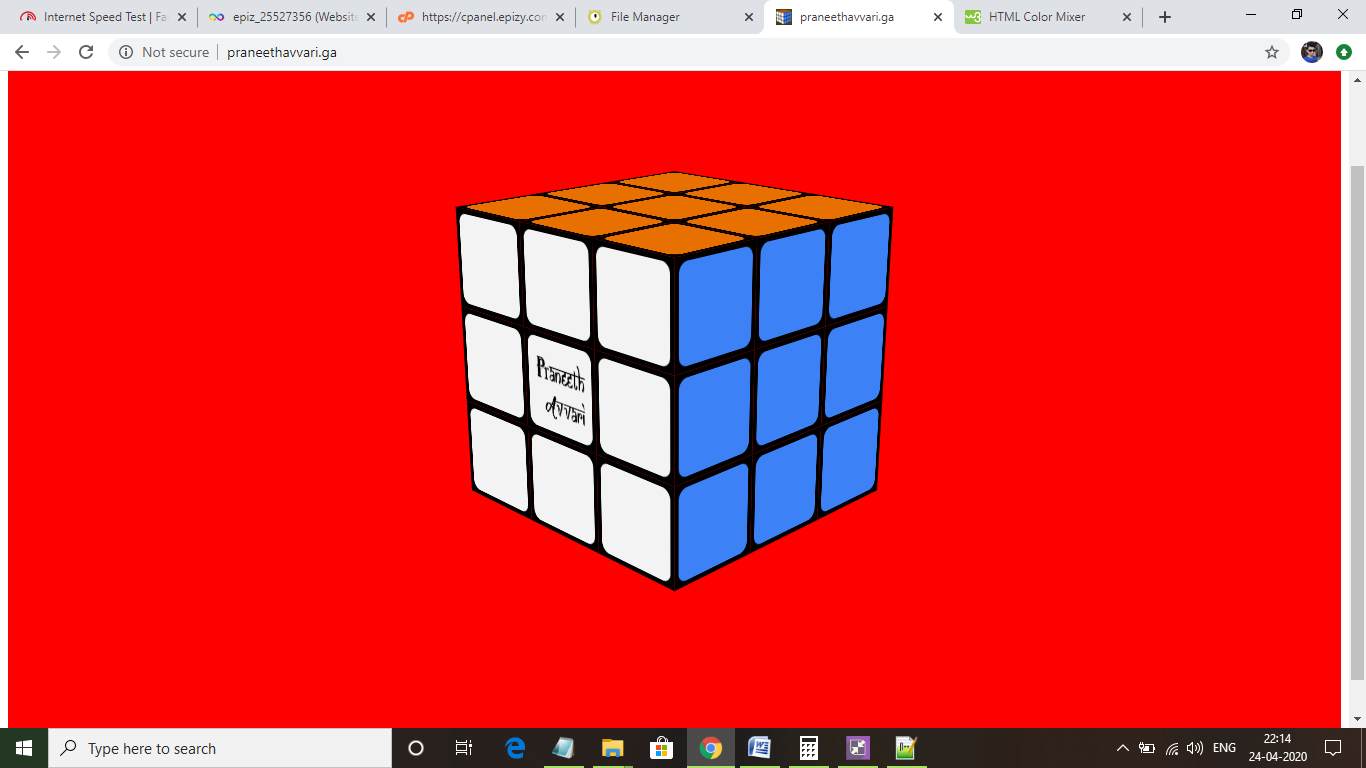 Internet Speed Test | Fa
epiz_25527356 (Website
https://cpanel.epizy.con
File Manager
praneethavvari.ga
HTML Color Mixer
Not secure
praneethavvari.ga
Praneeth
Avvari
Type here to search
ENG
22:14
24-04-2020